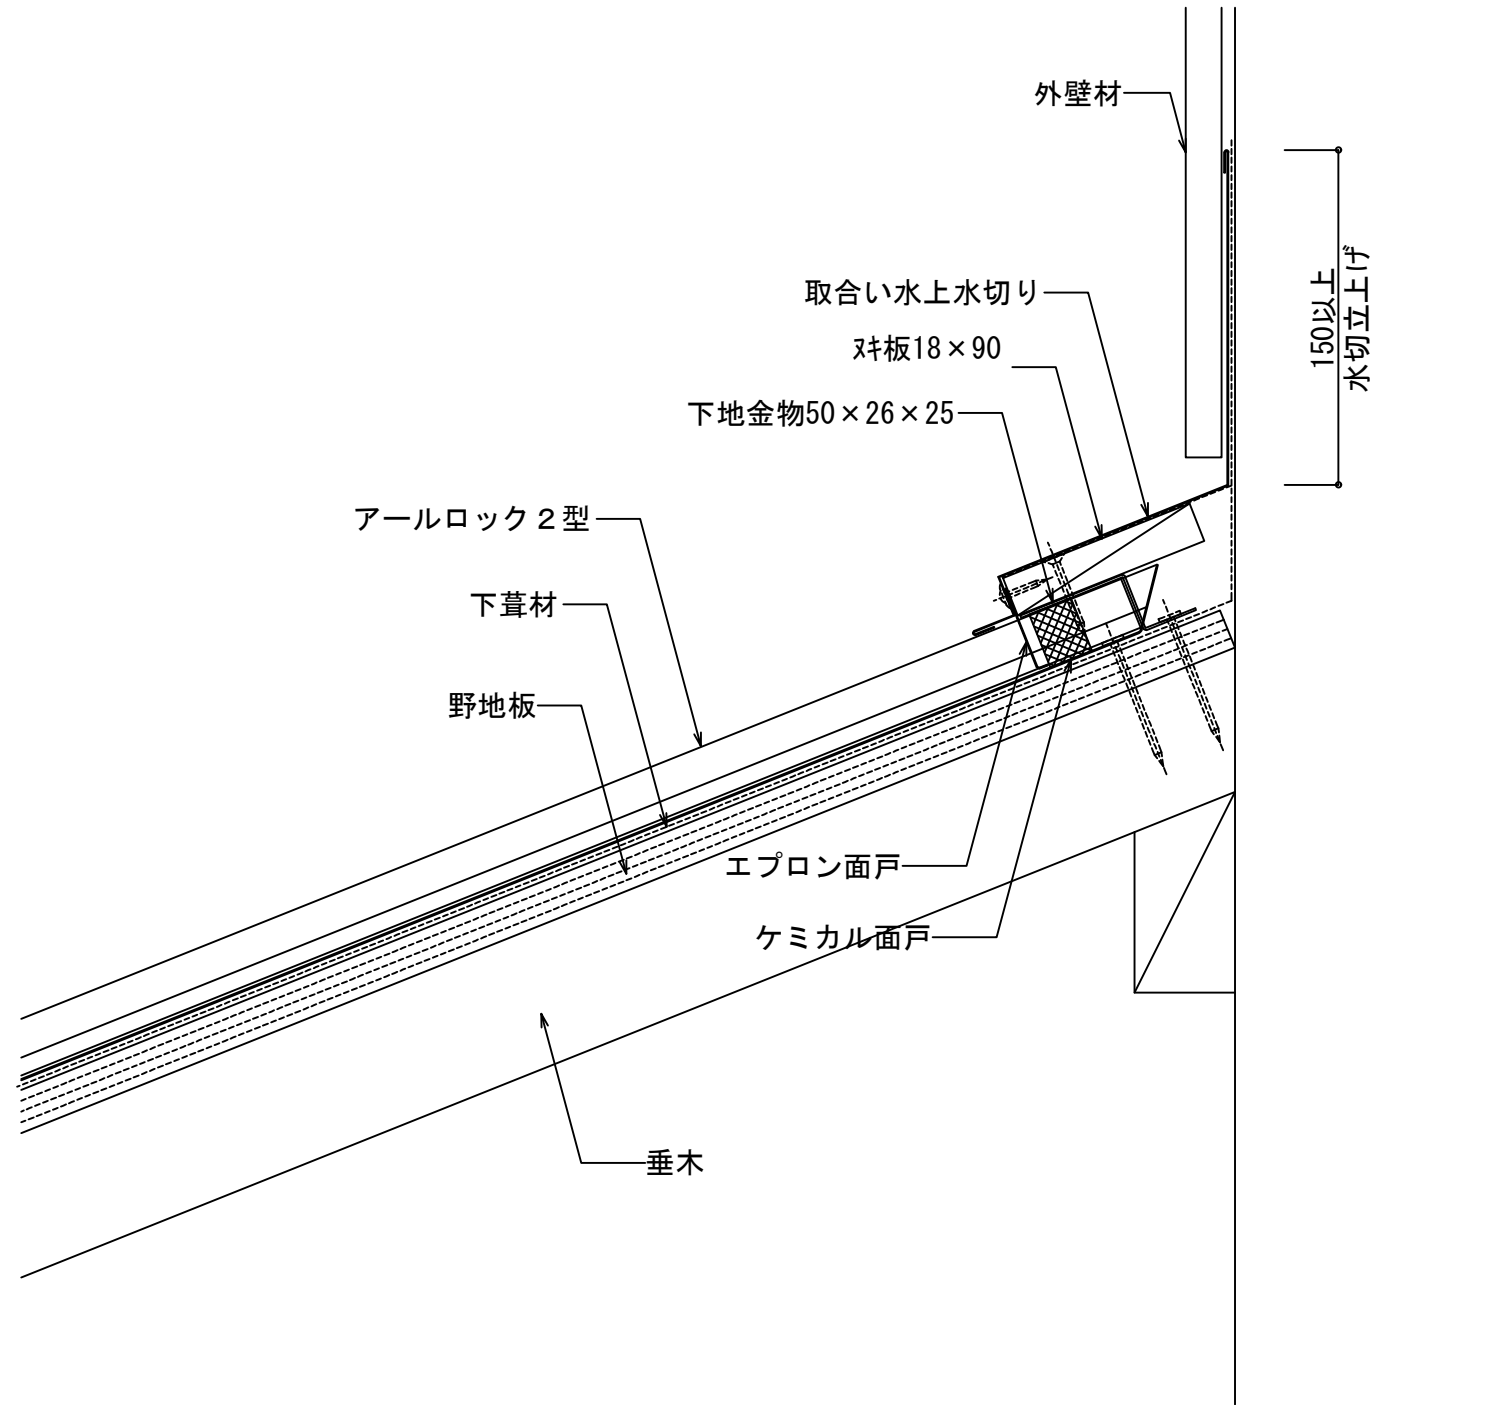 外壁材
取合い水上水切り
ﾇｷ板18×90
下地金物50×26×25
150以上
水切立上げ
アールロック２型
下葺材
野地板
エプロン面戸
ケミカル面戸
垂木